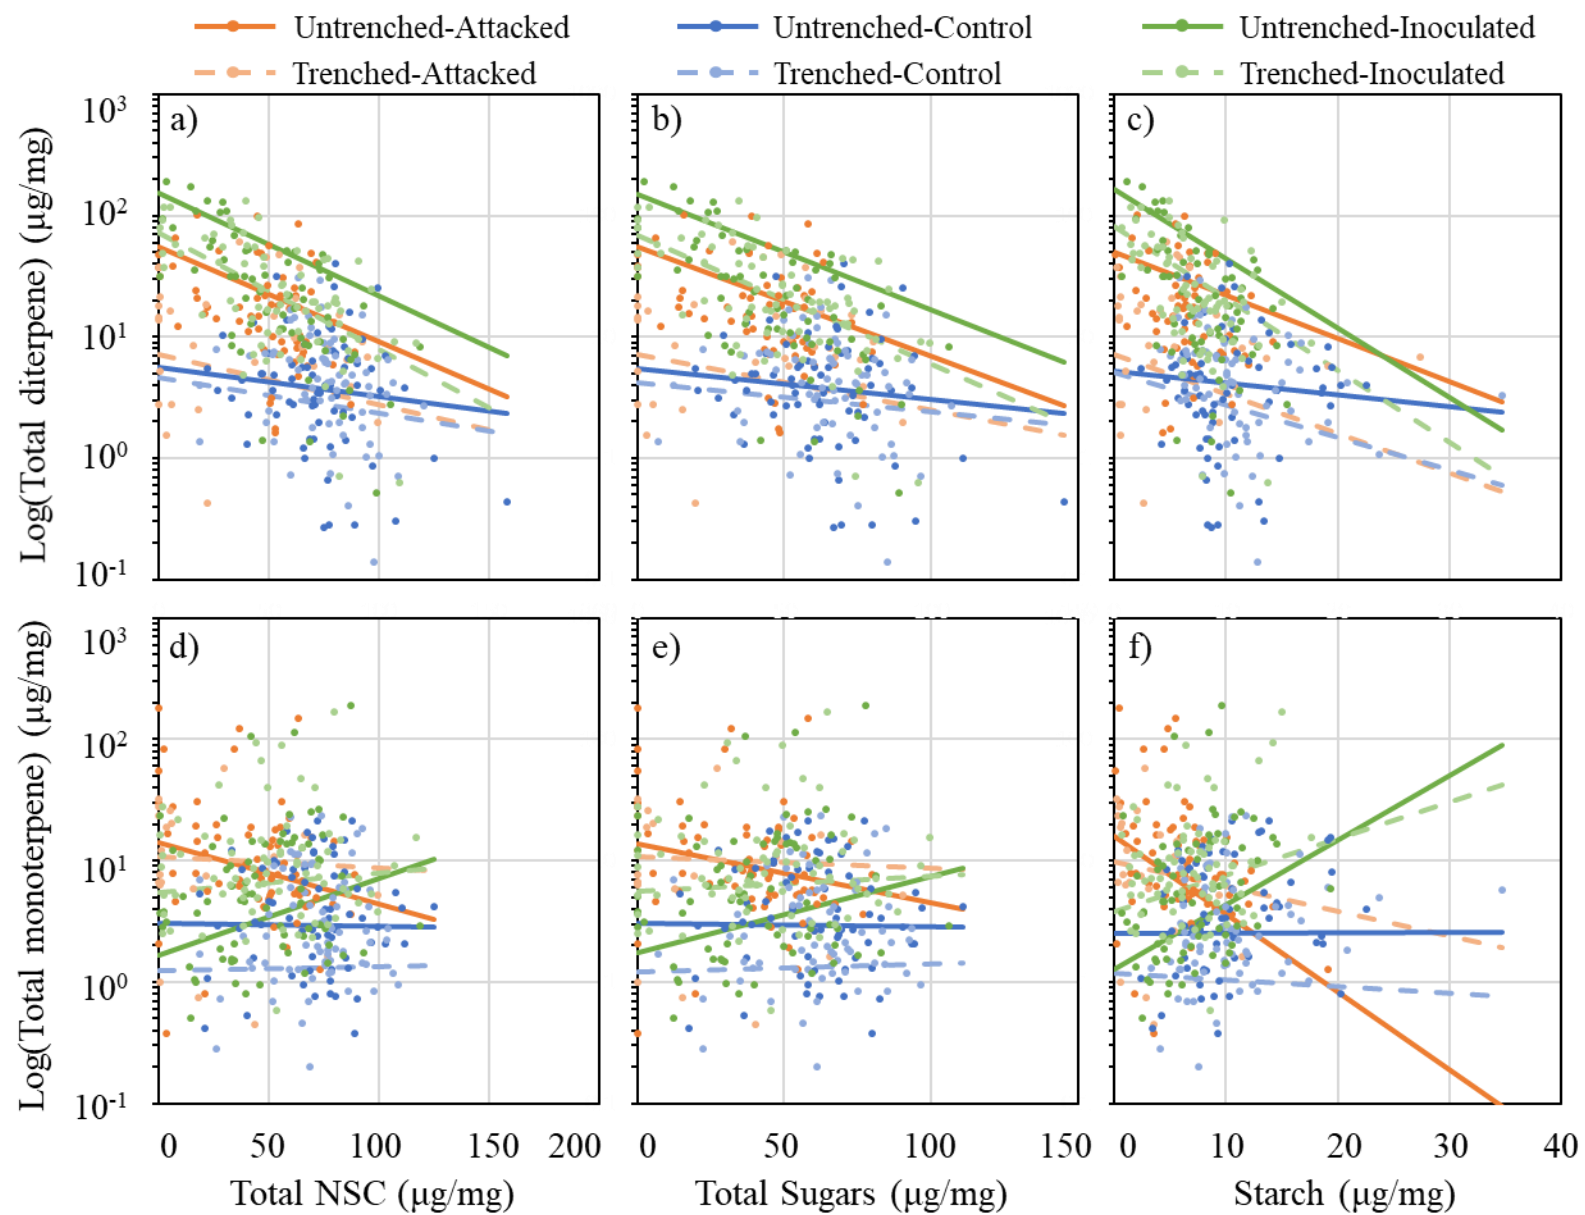 Untrenched-Attacked Untrenched-Control Untrenched-Inoculated
Trenched-Attacked Trenched-Control Trenched-Inoculated
Log(Total diterpene) (µg/mg)
10³
10²
10¹
10⁰
10⁻¹
a) b) c)
Log(Total monoterpene) (µg/mg)
10³
10²
10¹
10⁰
10⁻¹
d) e) f)
0 50 100 150 200 0 50 100 150 0 10 20 30 40
Total NSC (µg/mg) Total Sugars (µg/mg) Starch (µg/mg)